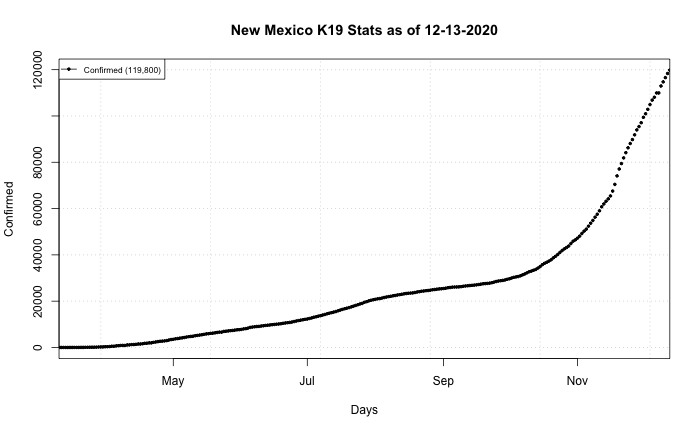 New Mexico K19 Stats as of 12-13-2020
Confirmed (119,800)
120000
80000
60000
40000
20000
0
Confirmed
May Jul Sep Nov
Days